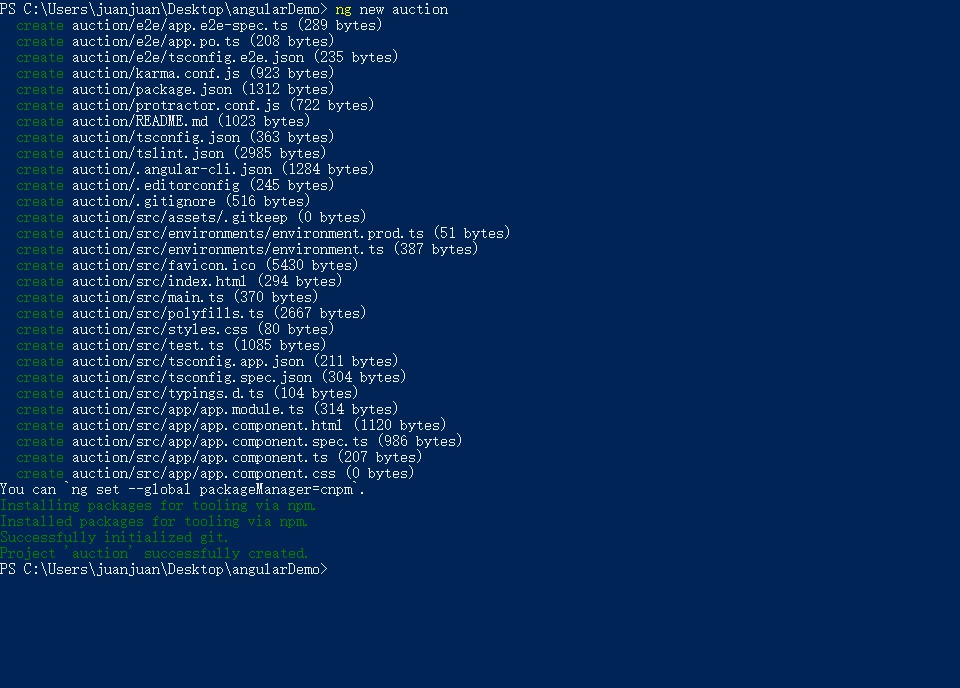 PS C:\Users\juanjuan\Desktop\angularDemo> ng new auction
create auction/e2e/app.e2e-spec.ts (289 bytes)
create auction/e2e/app.po.ts (208 bytes)
create auction/e2e/tsconfig.e2e.json (235 bytes)
create auction/karma.conf.js (923 bytes)
create auction/package.json (1312 bytes)
create auction/protractor.conf.js (722 bytes)
create auction/README.md (1023 bytes)
create auction/tsconfig.json (363 bytes)
create auction/tslint.json (2985 bytes)
create auction/.angular-cli.json (1284 bytes)
create auction/.editorconfig (245 bytes)
create auction/.gitignore (516 bytes)
create auction/src/assets/.gitkeep (0 bytes)
create auction/src/environments/environment.prod.ts (51 bytes)
create auction/src/environments/environment.ts (387 bytes)
create auction/src/favicon.ico (5430 bytes)
create auction/src/index.html (294 bytes)
create auction/src/main.ts (370 bytes)
create auction/src/polyfills.ts (2667 bytes)
create auction/src/styles.css (80 bytes)
create auction/src/test.ts (1085 bytes)
create auction/src/tsconfig.app.json (211 bytes)
create auction/src/tsconfig.spec.json (304 bytes)
create auction/src/typings.d.ts (104 bytes)
create auction/src/app/app.module.ts (314 bytes)
create auction/src/app/app.component.html (1120 bytes)
create auction/src/app/app.component.spec.ts (986 bytes)
create auction/src/app/app.component.ts (207 bytes)
create auction/src/app/app.component.css (0 bytes)
You can `ng set --global packageManager=cnpm`.
Installing packages for tooling via npm.
Installed packages for tooling via npm.
Successfully initialized git.
Project 'auction' successfully created.
PS C:\Users\juanjuan\Desktop\angularDemo>